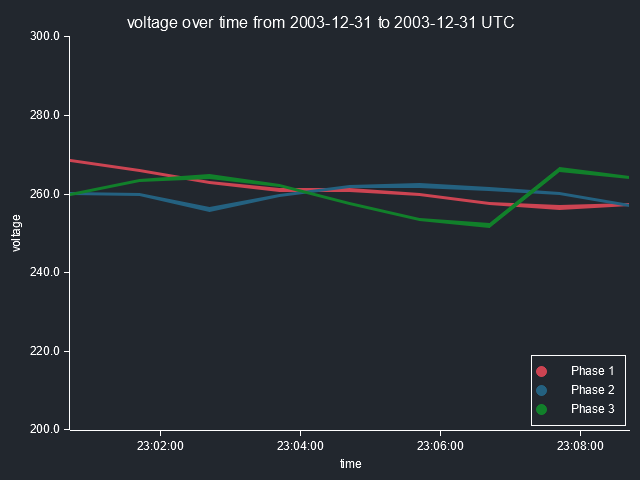 voltage over time from 2003-12-31 to 2003-12-31 UTC
300.0
280.0
260.0
240.0
220.0
200.0
voltage
23:02:00
23:04:00
23:06:00
23:08:00
time
Phase 1
Phase 2
Phase 3